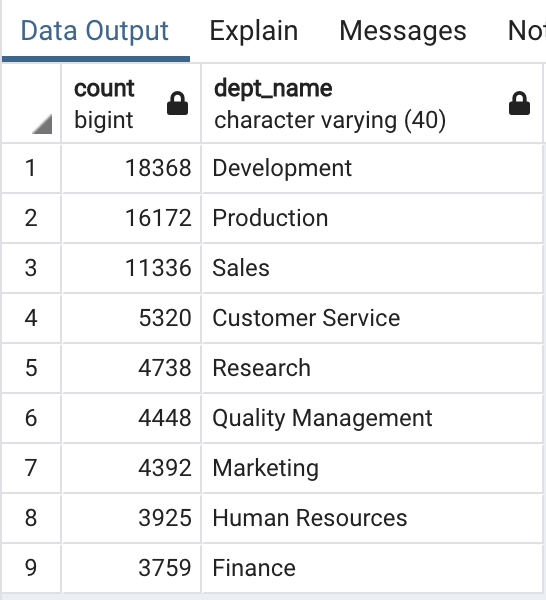 Data Output Explain Messages Not
count dept_name
bigint character varying (40)
1 18368 Development
2 16172 Production
3 11336 Sales
4 5320 Customer Service
5 4738 Research
6 4448 Quality Management
7 4392 Marketing
8 3925 Human Resources
9 3759 Finance